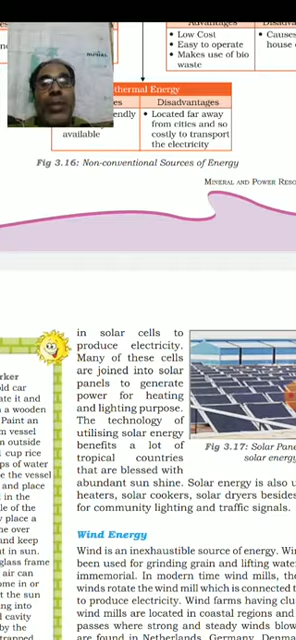 Advantages
• Low Cost
• Easy to operate
• Makes use of bio
waste
• Causes
house
thermal Energy
Disadvantages
available
• Located far away
from cities and so
costly to transport
the electricity
Fig 3.16: Non-conventional Sources of Energy
MINERAL AND POWER RESO
in solar cells to
produce electricity.
Many of these cells
are joined into solar
panels to generate
power for heating
and lighting purpose.
The technology of
utilising solar energy
benefits a lot of
tropical countries
that are blessed with
abundant sun shine. Solar energy is also u
heaters, solar cookers, solar dryers besides
for community lighting and traffic signals.
Fig 3.17: Solar Pane
solar energy
Wind Energy
Wind is an inexhaustible source of energy. Win
been used for grinding grain and lifting wate
immemorial. In modern time wind mills, the
winds rotate the wind mill which is connected t
to produce electricity. Wind farms having clu
wind mills are located in coastal regions and
passes where strong and steady winds blow
are found in Netherlands, Germany, Denm
rker
old car
ate it and
a wooden
Paint an
m vessel
n outside
cup rice
ps of water
e the vessel
and place
d in the
le of the
y place a
ne over
and keep
t in sun.
glass frame
air can
ome in or
t the sun
ing into
d cavity
by the
trapped